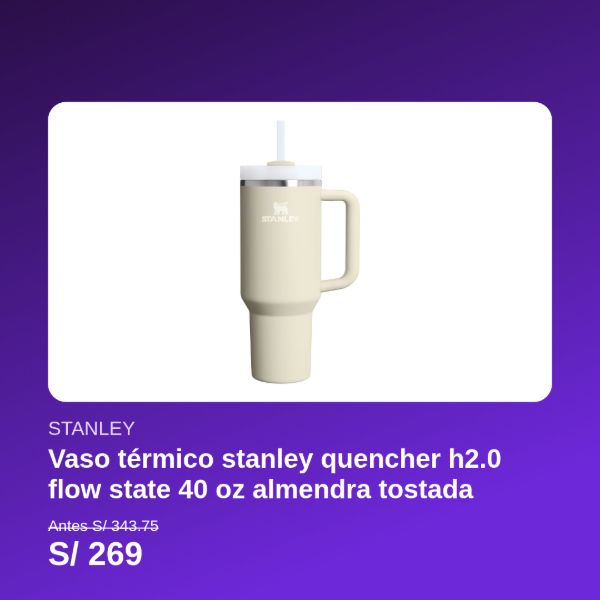 STANLEY
STANLEY
Vaso térmico stanley quencher h2.0
flow state 40 oz almendra tostada
Antes S/ 343.75
S/ 269